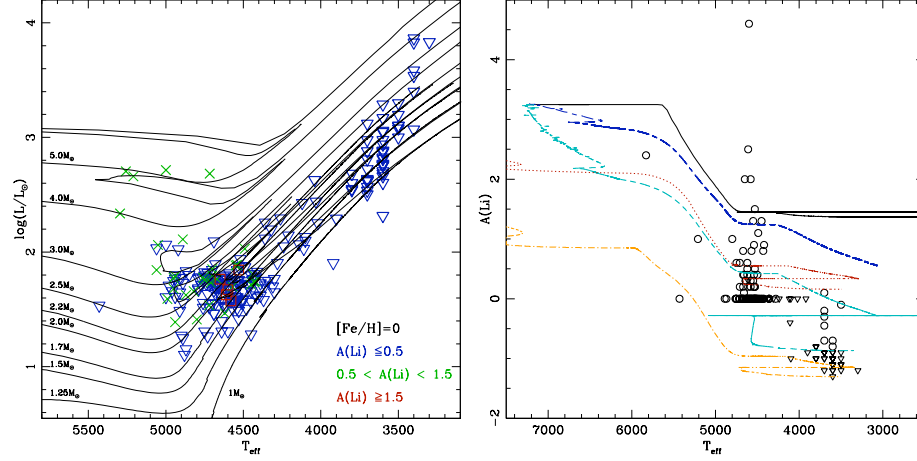 4
3
2
1
log(L/L⊙)
5.0M⊙
4.0M⊙
3.0M⊙
2.5M⊙
2.2M⊙
2.0M⊙
1.7M⊙
1.5M⊙
1.25M⊙
1M⊙
[Fe/H]=0
A(Li) ≦0.5
0.5 < A(Li) < 1.5
A(Li) ≧1.5
5500 5000 4500 4000 3500
T_eff
4
2
0
−2
A(Li)
7000 6000 5000 4000 3000
T_eff